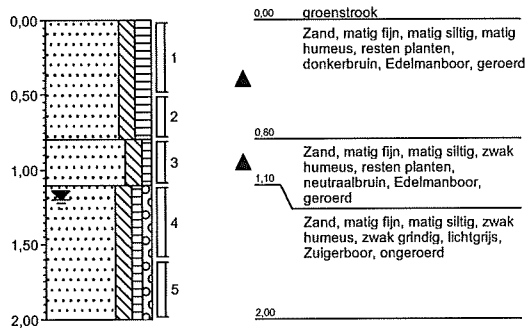 0,00
0,50
1,00
1,50
2,00
1
2
3
4
5
0,00 groenstrook
Zand, matig fijn, matig siltig, matig
humeus, resten planten,
donkerbruin, Edelmanboor, geroerd
0,80
Zand, matig fijn, matig siltig, zwak
humeus, resten planten,
neutraalbruin, Edelmanboor,
geroerd
1,10
Zand, matig fijn, matig siltig, zwak
humeus, zwak grindig, lichtgrijs,
Zuigerboor, ongeroerd
2,00